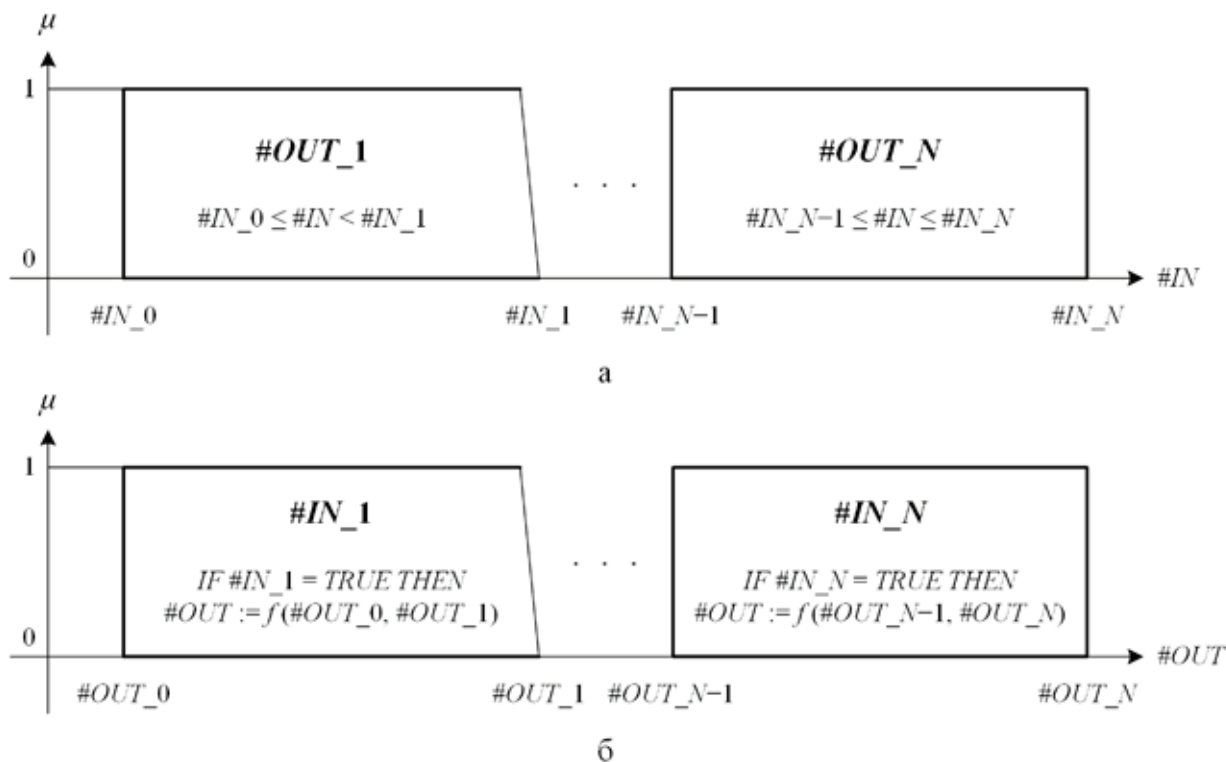 μ
1
#OUT_1
#OUT_N
. . .
#IN_0 ≤ #IN < #IN_1
#IN_N−1 ≤ #IN ≤ #IN_N
0
#IN
#IN_0
#IN_1
#IN_N−1
#IN_N
а
μ
1
#IN_1
#IN_N
. . .
IF #IN_1 = TRUE THEN
#OUT := f (#OUT_0, #OUT_1)
IF #IN_N = TRUE THEN
#OUT := f (#OUT_N−1, #OUT_N)
0
#OUT
#OUT_0
#OUT_1
#OUT_N−1
#OUT_N
б